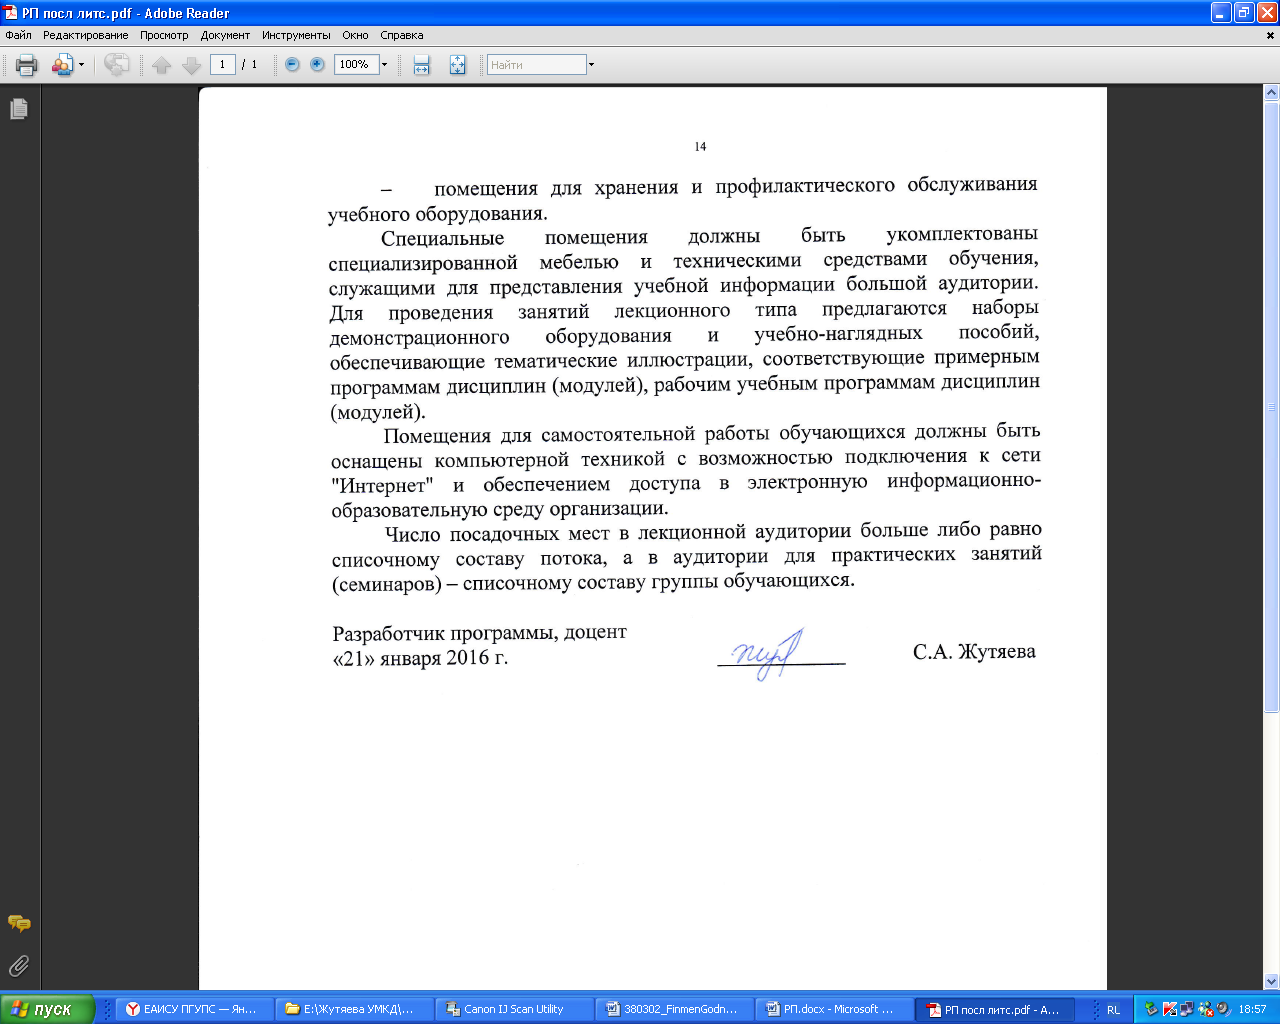 РП посл литс.pdf - Adobe Reader
Файл Редактирование Просмотр Документ Инструменты Окно Справка
1 / 1 100% Найти
14
– помещения для хранения и профилактического обслуживания
учебного оборудования.
Специальные помещения должны быть укомплектованы
специализированной мебелью и техническими средствами обучения,
служащими для представления учебной информации большой аудитории.
Для проведения занятий лекционного типа предлагаются наборы
демонстрационного оборудования и учебно-наглядных пособий,
обеспечивающие тематические иллюстрации, соответствующие примерным
программам дисциплин (модулей), рабочим учебным программам дисциплин
(модулей).
Помещения для самостоятельной работы обучающихся должны быть
оснащены компьютерной техникой с возможностью подключения к сети
"Интернет" и обеспечением доступа в электронную информационно-
образовательную среду организации.
Число посадочных мест в лекционной аудитории больше либо равно
списочному составу потока, а в аудитории для практических занятий
(семинаров) – списочному составу группы обучающихся.
Разработчик программы, доцент
«21» января 2016 г. С.А. Жутяева
пуск ЕАИСУ ПГУПС — Ян... E:\Жутяева УМКД\... Canon IJ Scan Utility 380302_FinmenGodn... РП.docx - Microsoft ... РП посл литс.pdf - A... RL 18:57